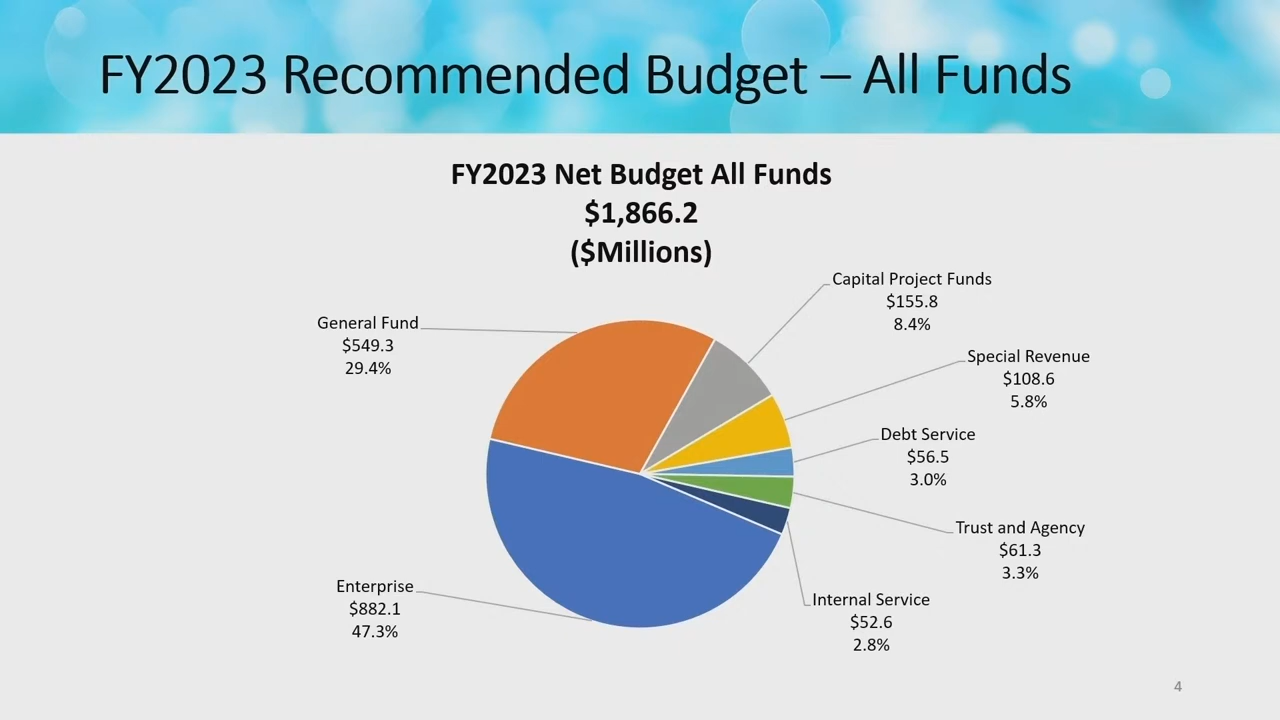 FY2023 Recommended Budget – All Funds
FY2023 Net Budget All Funds
$1,866.2
($Millions)
Capital Project Funds
$155.8
8.4%
General Fund
$549.3
29.4%
Special Revenue
$108.6
5.8%
Debt Service
$56.5
3.0%
Trust and Agency
$61.3
3.3%
Enterprise
$882.1
47.3%
Internal Service
$52.6
2.8%
4